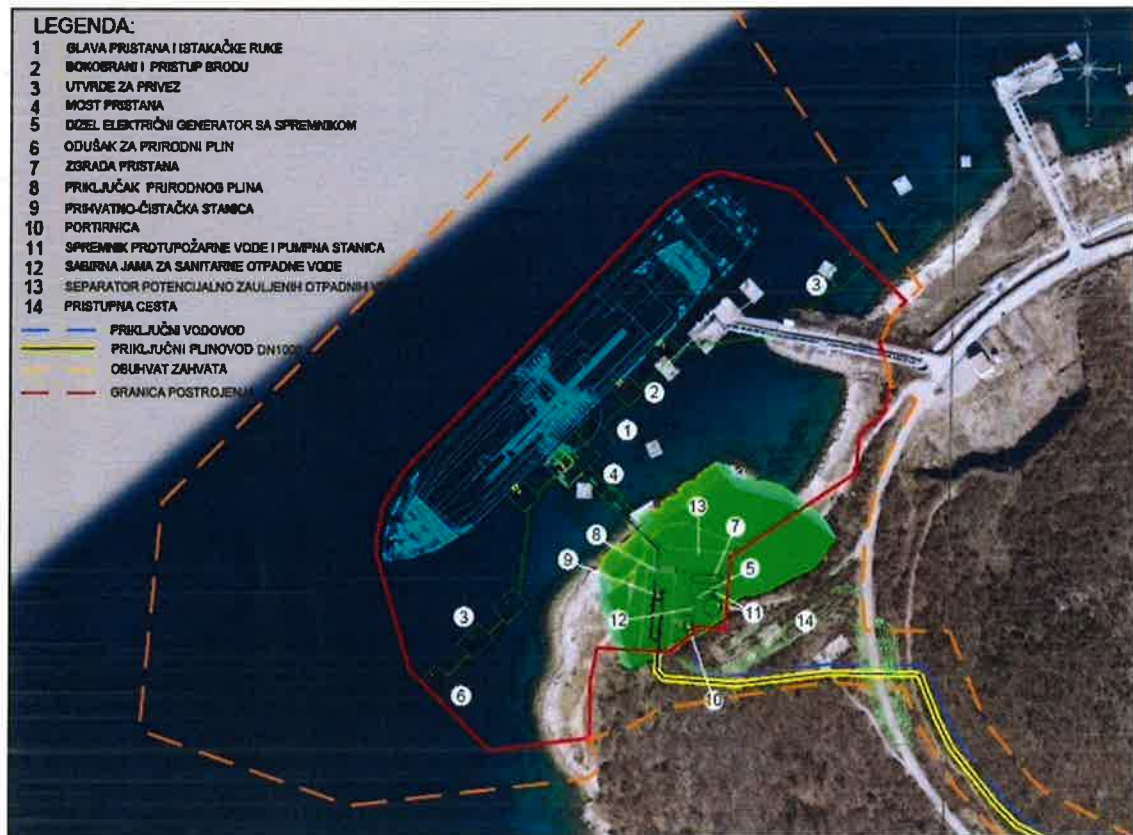 LEGENDA:
1 GLAVA PRISTANA I ISTAKAČKE RUKE
2 BOKOBRANI I PRISTUP BRODU
3 UTVRDE ZA PRIVEZ
4 MOST PRISTANA
5 DIZEL ELEKTRIČNI GENERATOR SA SPREMNIKOM
6 ODUŠAK ZA PRIRODNI PLIN
7 ZGRADA PRISTANA
8 PRIKLJUČAK PRIRODNOG PLINA
9 PRIHVATNO-ČISTAČKA STANICA
10 PORTIRNICA
11 SPREMNIK PROTUPOŽARNE VODE I PUMPNA STANICA
12 SABIRNA JAMA ZA SANITARNE OTPADNE VODE
13 SEPARATOR POTENCIJALNO ZAULJENIH OTPADNIH
14 PRISTUPNA CESTA
PRIKLJUČNI VODOVOD
PRIKLJUČNI PLINOVOD DN1000
OBUHVAT ZAHVATA
GRANICA POSTROJENJA
3
2
1
4
13
7
8
9
5
3
12
11
14
6
10